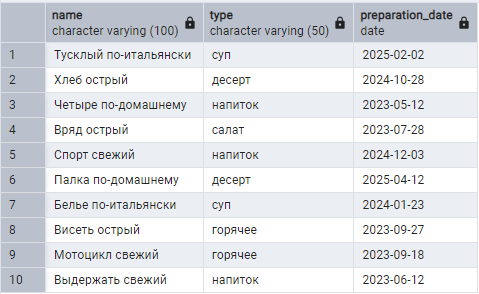 name type preparation_date
character varying (100) character varying (50) date
1 Тусклый по-итальянски суп 2025-02-02
2 Хлеб острый десерт 2024-10-28
3 Четыре по-домашнему напиток 2023-05-12
4 Вряд острый салат 2023-07-28
5 Спорт свежий напиток 2024-12-03
6 Палка по-домашнему десерт 2025-04-12
7 Белье по-итальянски суп 2024-01-23
8 Висеть острый горячее 2023-09-27
9 Мотоцикл свежий горячее 2023-09-18
10 Выдержать свежий напиток 2023-06-12